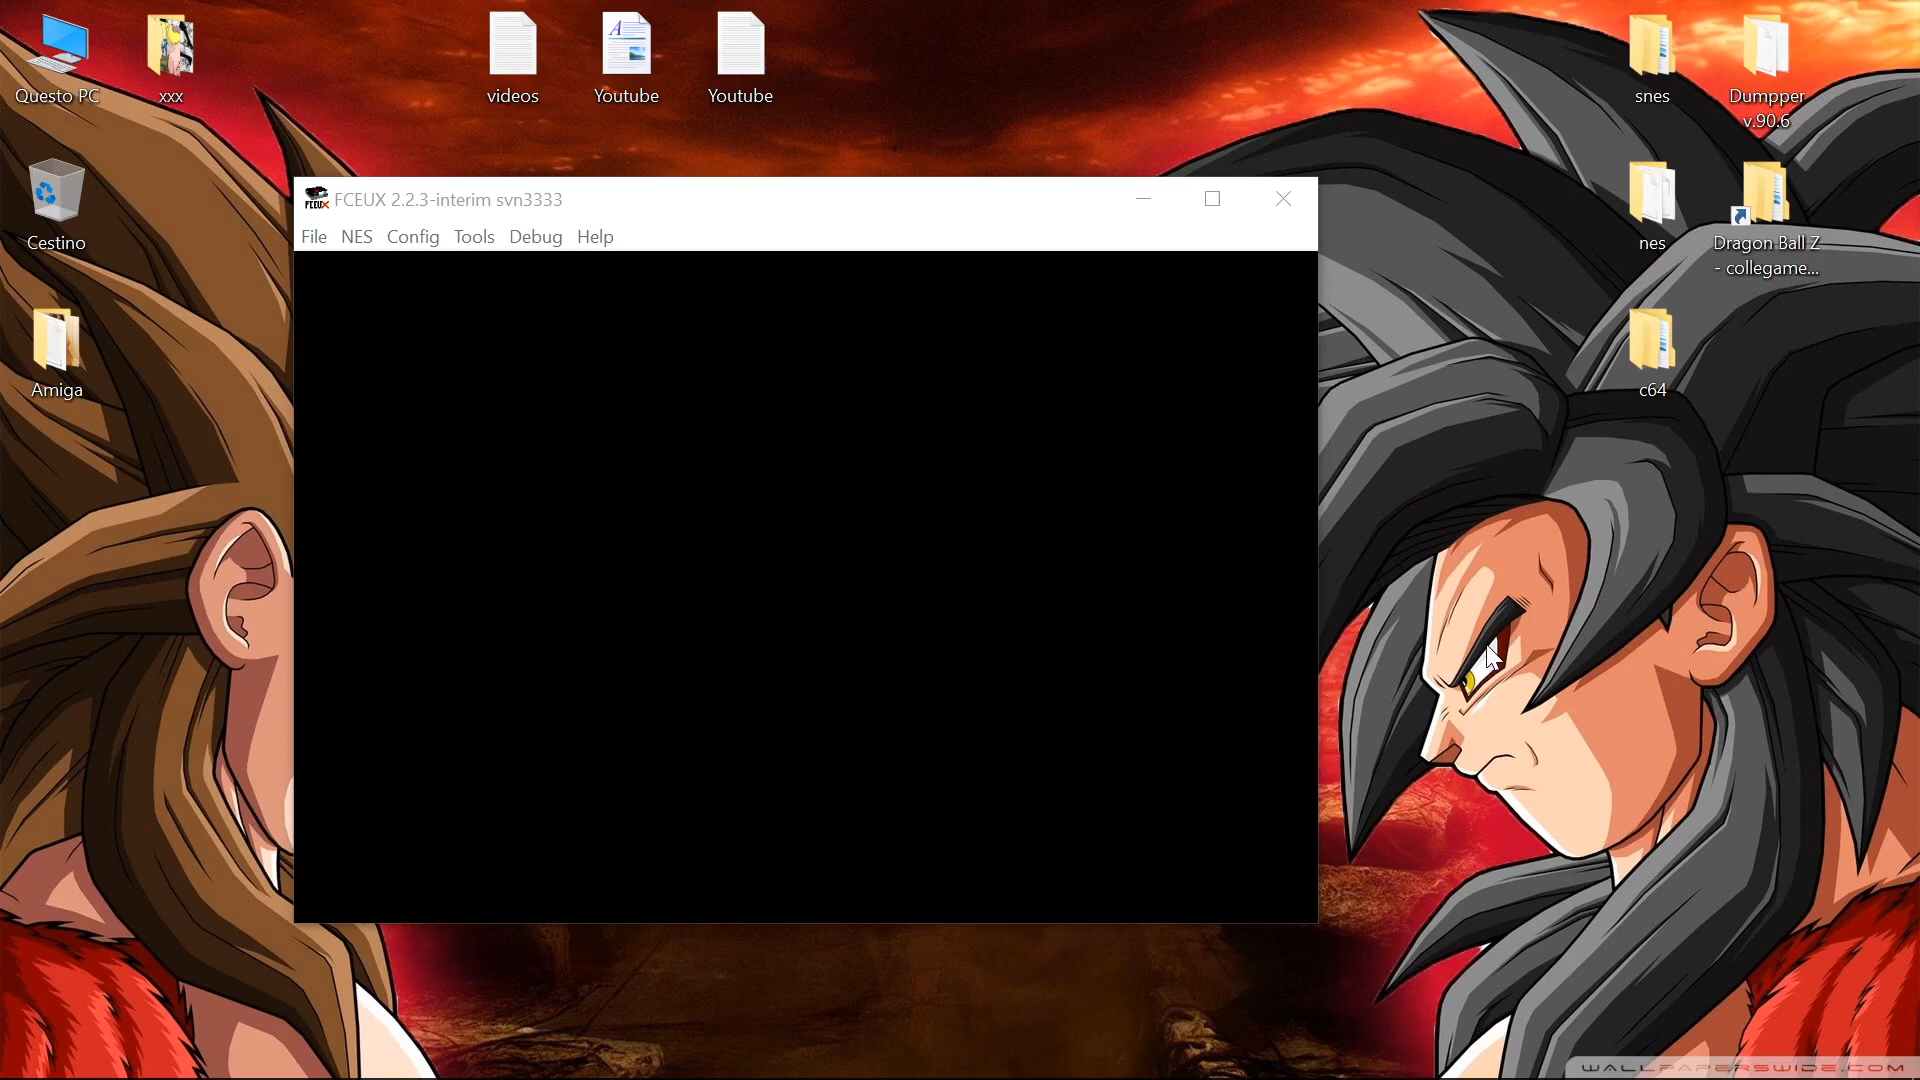 Questo PC
xxx
videos
Youtube
Youtube
snes
Dumpper
v.90.6
Cestino
nes
Dragon Ball Z
- collegame...
Amiga
c64
FCEUX
FCEUX 2.2.3-interim svn3333
File NES Config Tools Debug Help
WALLPAPERSWIDE.COM